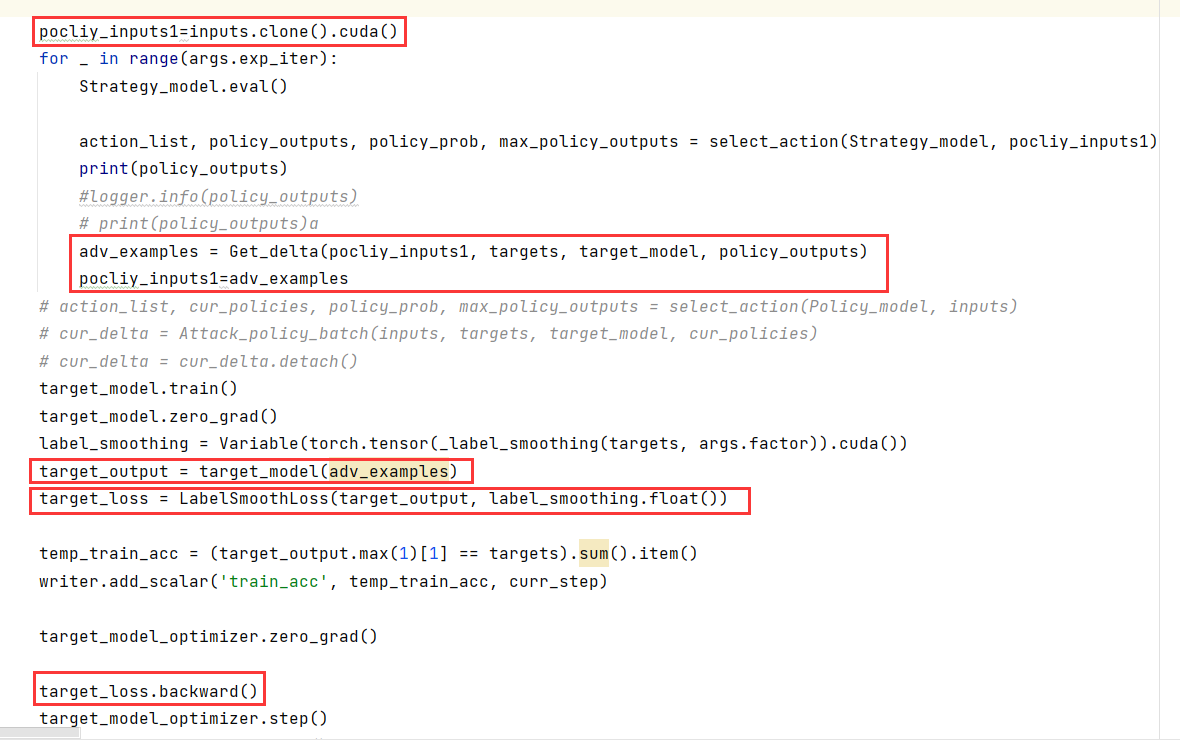 pocliy_inputs1=inputs.clone().cuda()
for _ in range(args.exp_iter):
Strategy_model.eval()
action_list, policy_outputs, policy_prob, max_policy_outputs = select_action(Strategy_model, pocliy_inputs1)
print(policy_outputs)
#logger.info(policy_outputs)
# print(policy_outputs)a
adv_examples = Get_delta(pocliy_inputs1, targets, target_model, policy_outputs)
pocliy_inputs1=adv_examples
# action_list, cur_policies, policy_prob, max_policy_outputs = select_action(Policy_model, inputs)
# cur_delta = Attack_policy_batch(inputs, targets, target_model, cur_policies)
# cur_delta = cur_delta.detach()
target_model.train()
target_model.zero_grad()
label_smoothing = Variable(torch.tensor(_label_smoothing(targets, args.factor)).cuda())
target_output = target_model(adv_examples)
target_loss = LabelSmoothLoss(target_output, label_smoothing.float())
temp_train_acc = (target_output.max(1)[1] == targets).sum().item()
writer.add_scalar('train_acc', temp_train_acc, curr_step)
target_model_optimizer.zero_grad()
target_loss.backward()
target_model_optimizer.step()